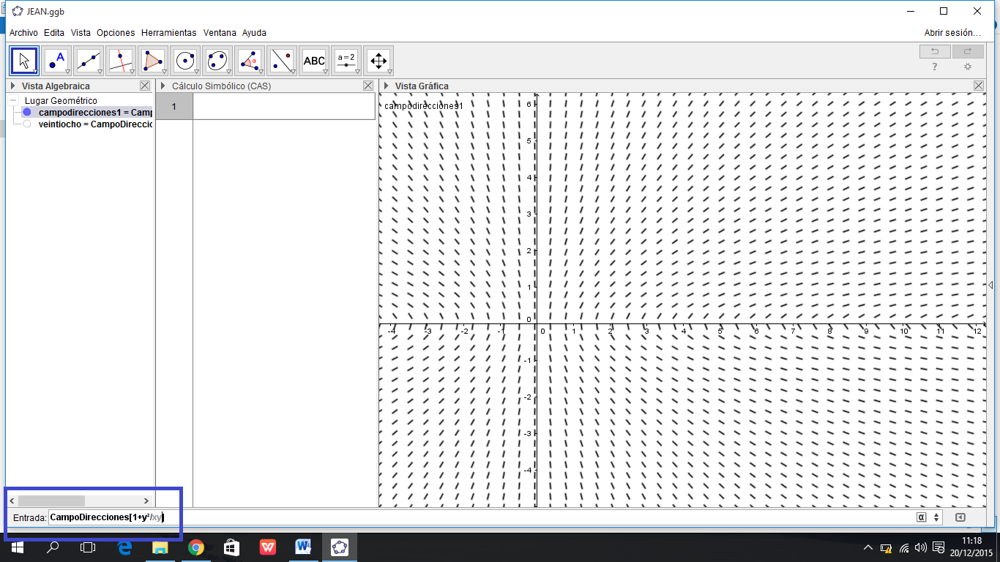 JEAN.ggb
Archivo Edita Vista Opciones Herramientas Ventana Ayuda
Abrir sesión...
A
α
ABC
a=2
?
Vista Algebraica
Cálculo Simbólico (CAS)
Vista Gráfica
Lugar Geométrico
campodirecciones1 = Camp
veintiocho = CampoDirecció
1
campodirecciones1
6
5
4
3
2
1
0
-4 -3 -2 -1 0 1 2 3 4 5 6 7 8 9 10 11 12
-1
-2
-3
-4
Entrada: CampoDirecciones[1+y²/xy
α
11:18
20/12/2015